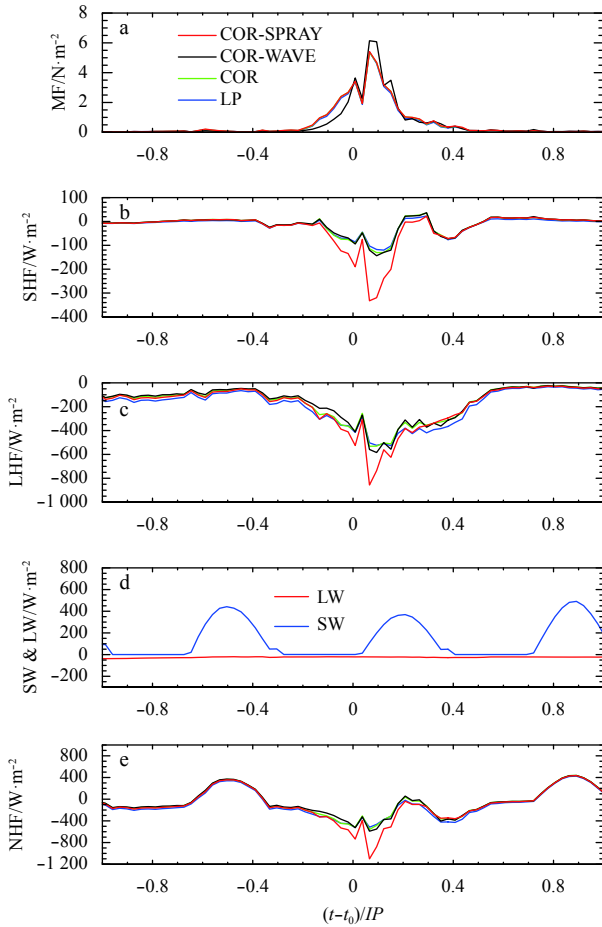 a
COR-SPRAY
COR-WAVE
COR
LP
MF/N·m⁻²
8
6
4
2
0
−0.8 −0.4 0 0.4 0.8
b
SHF/W·m⁻²
100
0
−100
−200
−300
−400
−0.8 −0.4 0 0.4 0.8
c
LHF/W·m⁻²
0
−200
−400
−600
−800
−1 000
−0.8 −0.4 0 0.4 0.8
d
LW
SW
SW & LW/W·m⁻²
800
600
400
200
0
−200
−0.8 −0.4 0 0.4 0.8
e
NHF/W·m⁻²
800
400
0
−400
−800
−1 200
−0.8 −0.4 0 0.4 0.8
(t−t₀)/IP